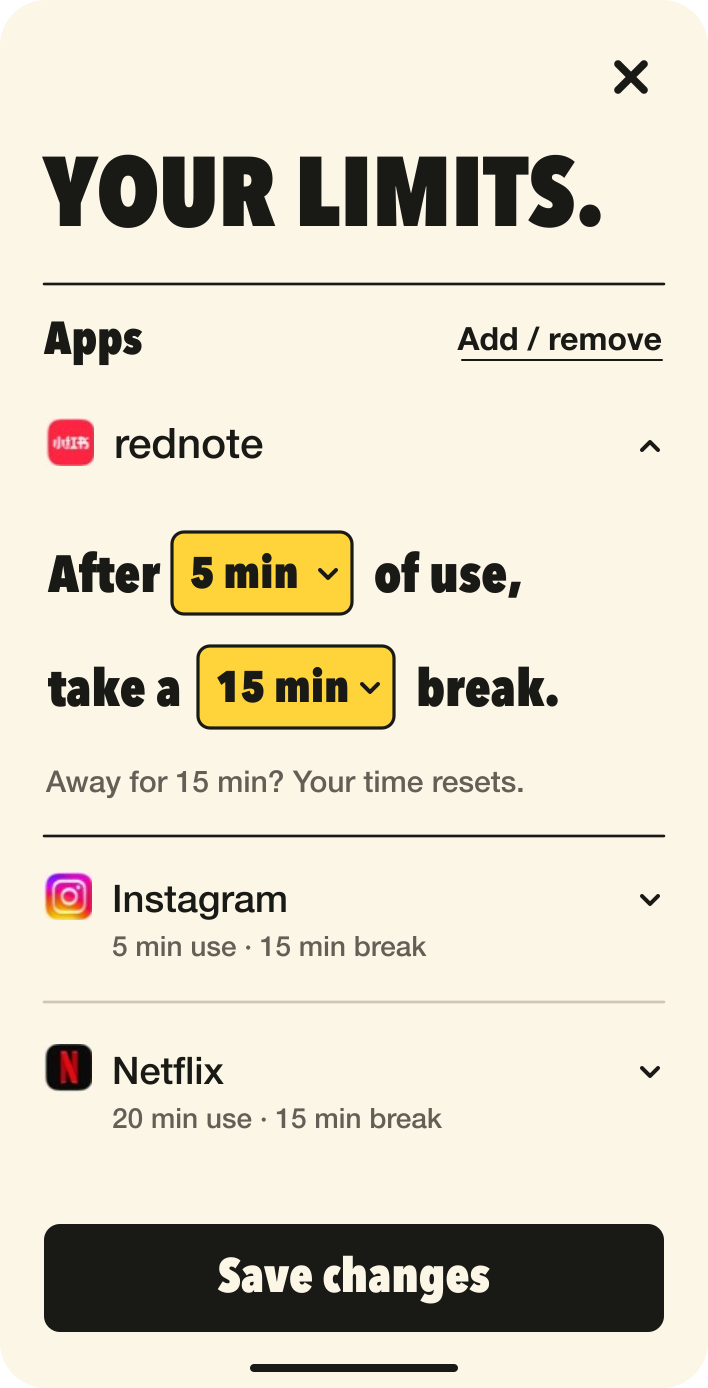 YOUR LIMITS.
Apps
Add / remove
小红书
rednote
After 5 min of use,
take a 15 min break.
Away for 15 min? Your time resets.
Instagram
5 min use · 15 min break
N
Netflix
20 min use · 15 min break
Save changes